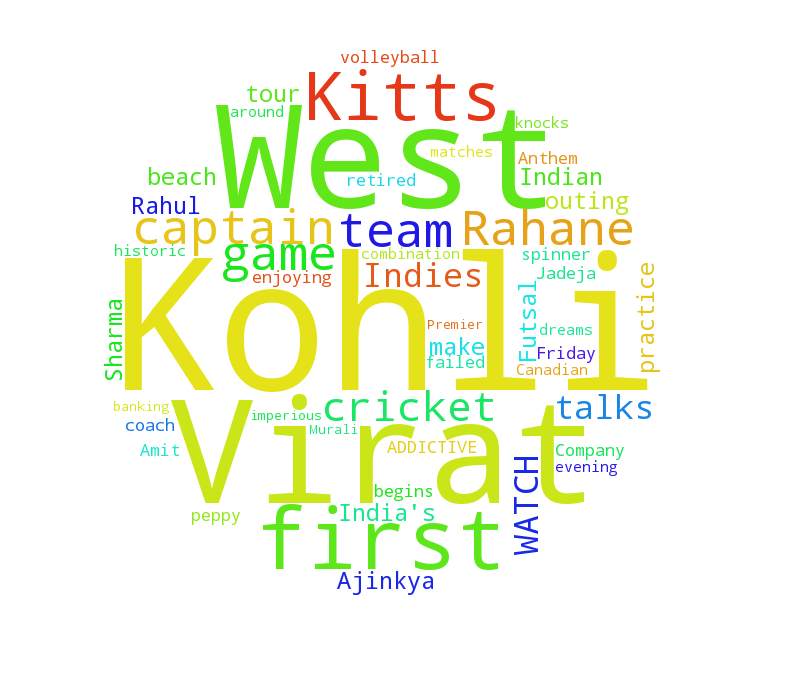 volleyball
Kitts
tour
around
West
knocks
matches
Anthem
beach
retired
Indian
Rahul
outing
captain
team
Rahane
historic
game
combination
spinner
enjoying
Indies
Jadeja
practice
Kohli
Futsal
Sharma
Premier
dreams
make
Friday
failed
Canadian
banking
imperious
cricket
talks
coach
Murali
Virat
Amit
ADDICTIVE
Company
evening
WATCH
begins
peppy
India's
first
Ajinkya